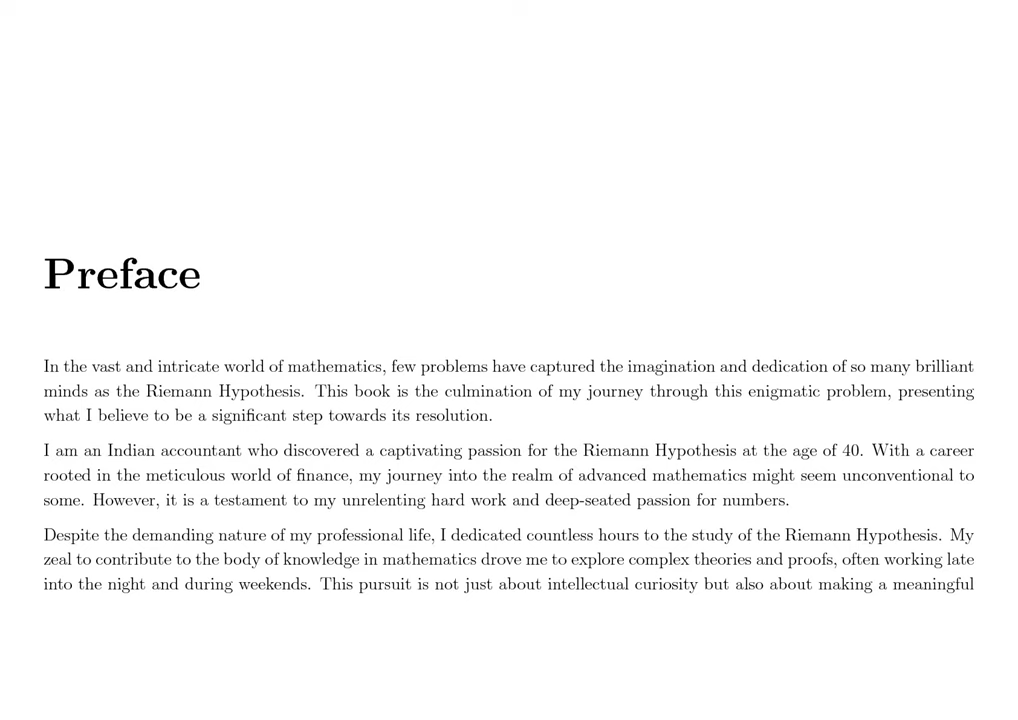 Preface
In the vast and intricate world of mathematics, few problems have captured the imagination and dedication of so many brilliant
minds as the Riemann Hypothesis. This book is the culmination of my journey through this enigmatic problem, presenting
what I believe to be a significant step towards its resolution.
I am an Indian accountant who discovered a captivating passion for the Riemann Hypothesis at the age of 40. With a career
rooted in the meticulous world of finance, my journey into the realm of advanced mathematics might seem unconventional to
some. However, it is a testament to my unrelenting hard work and deep-seated passion for numbers.
Despite the demanding nature of my professional life, I dedicated countless hours to the study of the Riemann Hypothesis. My
zeal to contribute to the body of knowledge in mathematics drove me to explore complex theories and proofs, often working late
into the night and during weekends. This pursuit is not just about intellectual curiosity but also about making a meaningful